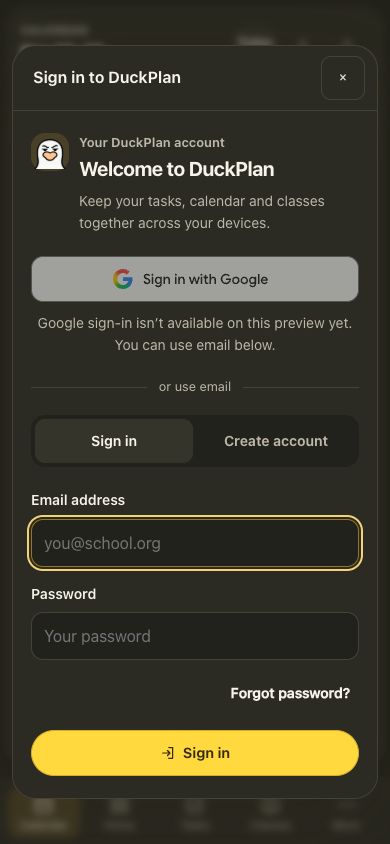 Sign in to DuckPlan
×
Your DuckPlan account
Welcome to DuckPlan
Keep your tasks, calendar and classes
together across your devices.
Sign in with Google
Google sign-in isn’t available on this preview yet.
You can use email below.
or use email
Sign in
Create account
Email address
you@school.org
Password
Your password
Forgot password?
Sign in